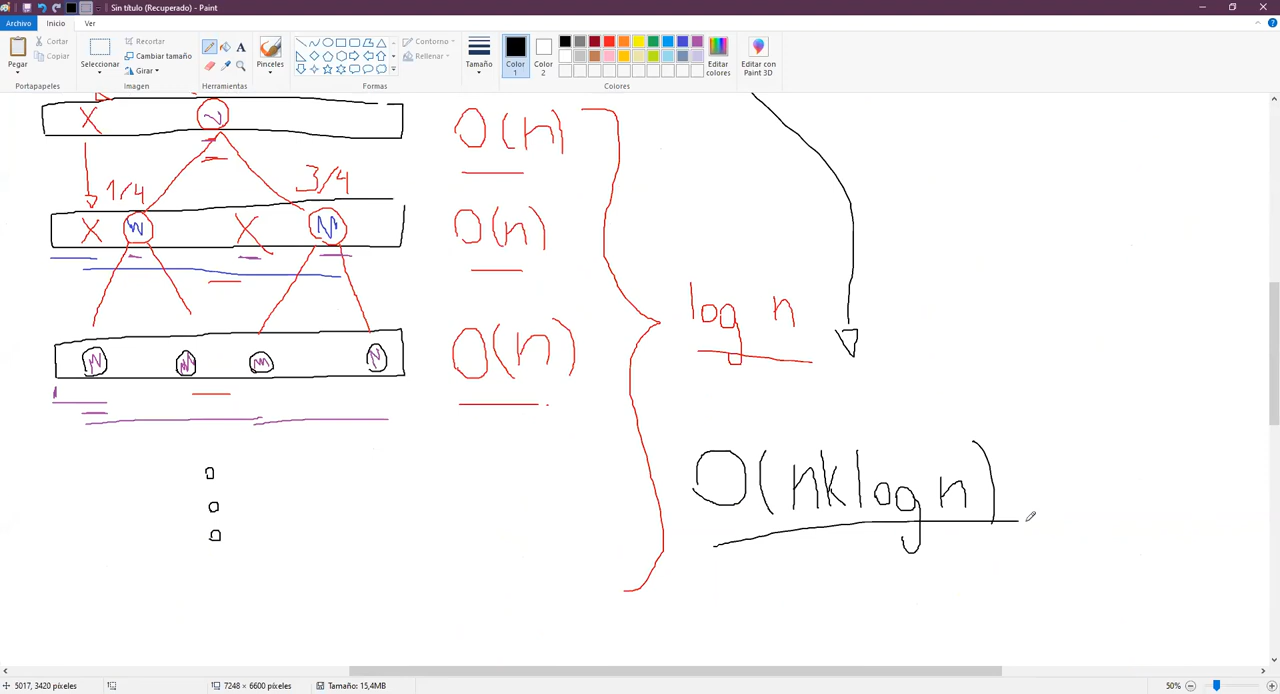 Sin título (Recuperado) - Paint
Archivo Inicio Ver
Pegar
Cortar
Copiar
Portapapeles
Seleccionar
Recortar
Cambiar tamaño
Girar
Imagen
A
Herramientas
Pinceles
Contorno
Rellenar
Formas
Tamaño
Color 1
Color 2
Editar colores
Editar con Paint 3D
Colores
X
O(n)
1/4 3/4
X N X N
O(n)
log n
N M m N
O(n)
O(nk log n)
5017, 3420 píxeles
7248 × 6600 píxeles
Tamaño: 15,4MB
50%